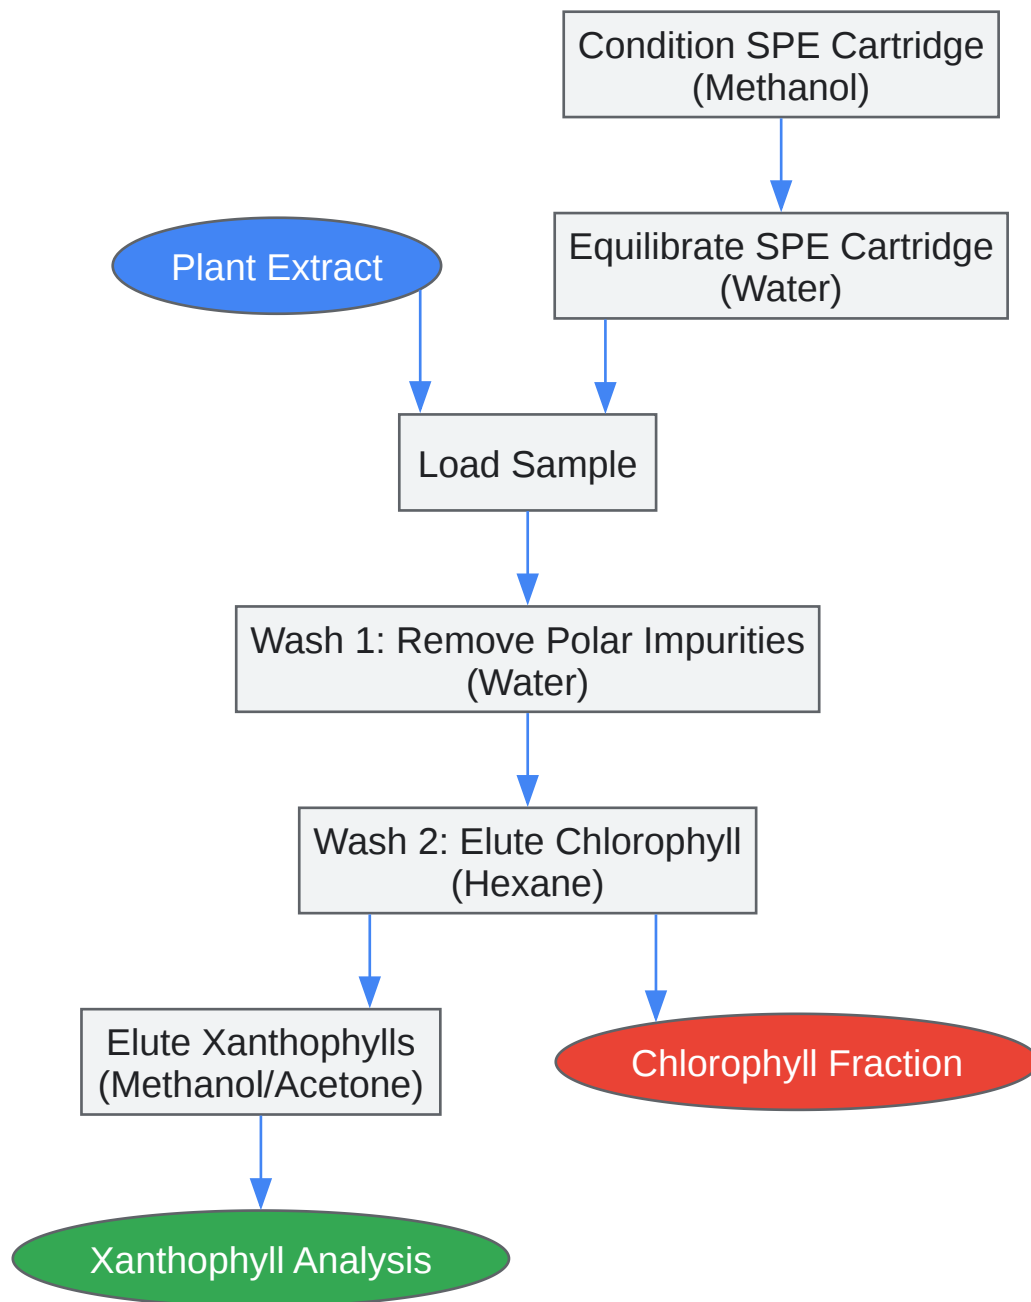 Condition SPE Cartridge
(Methanol)
Plant Extract
Equilibrate SPE Cartridge
(Water)
Load Sample
Wash 1: Remove Polar Impurities
(Water)
Wash 2: Elute Chlorophyll
(Hexane)
Elute Xanthophylls
(Methanol/Acetone)
Chlorophyll Fraction
Xanthophyll Analysis